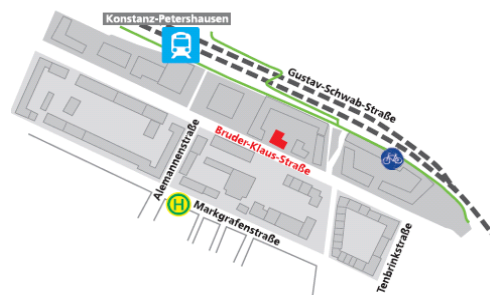 Konstanz-Petershausen
Gustav-Schwab-Straße
Bruder-Klaus-Straße
Alemannenstraße
H
Markgrafenstraße
Tenbrinkstraße